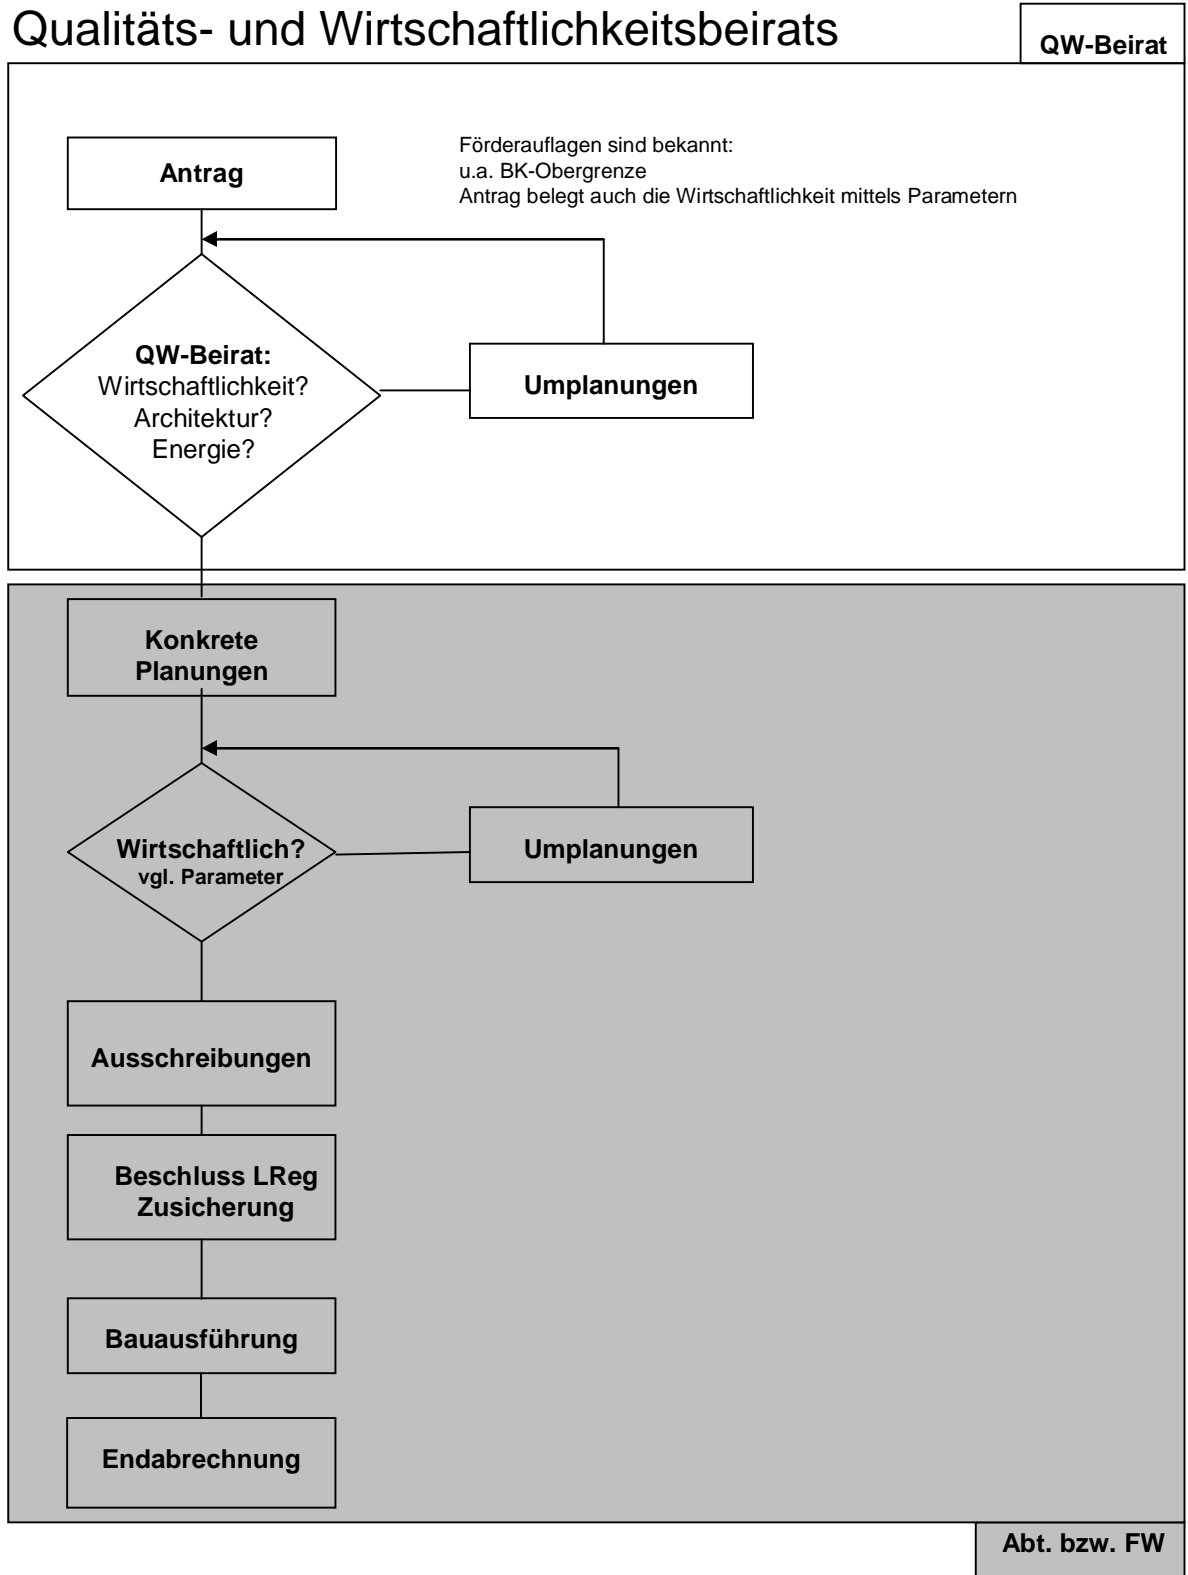 Qualitäts- und Wirtschaftlichkeitsbeirats
QW-Beirat
Antrag
Förderauflagen sind bekannt:
u.a. BK-Obergrenze
Antrag belegt auch die Wirtschaftlichkeit mittels Parametern
QW-Beirat:
Wirtschaftlichkeit?
Architektur?
Energie?
Umplanungen
Konkrete
Planungen
Wirtschaftlich?
vgl. Parameter
Umplanungen
Ausschreibungen
Beschluss LReg
Zusicherung
Bauausführung
Endabrechnung
Abt. bzw. FW